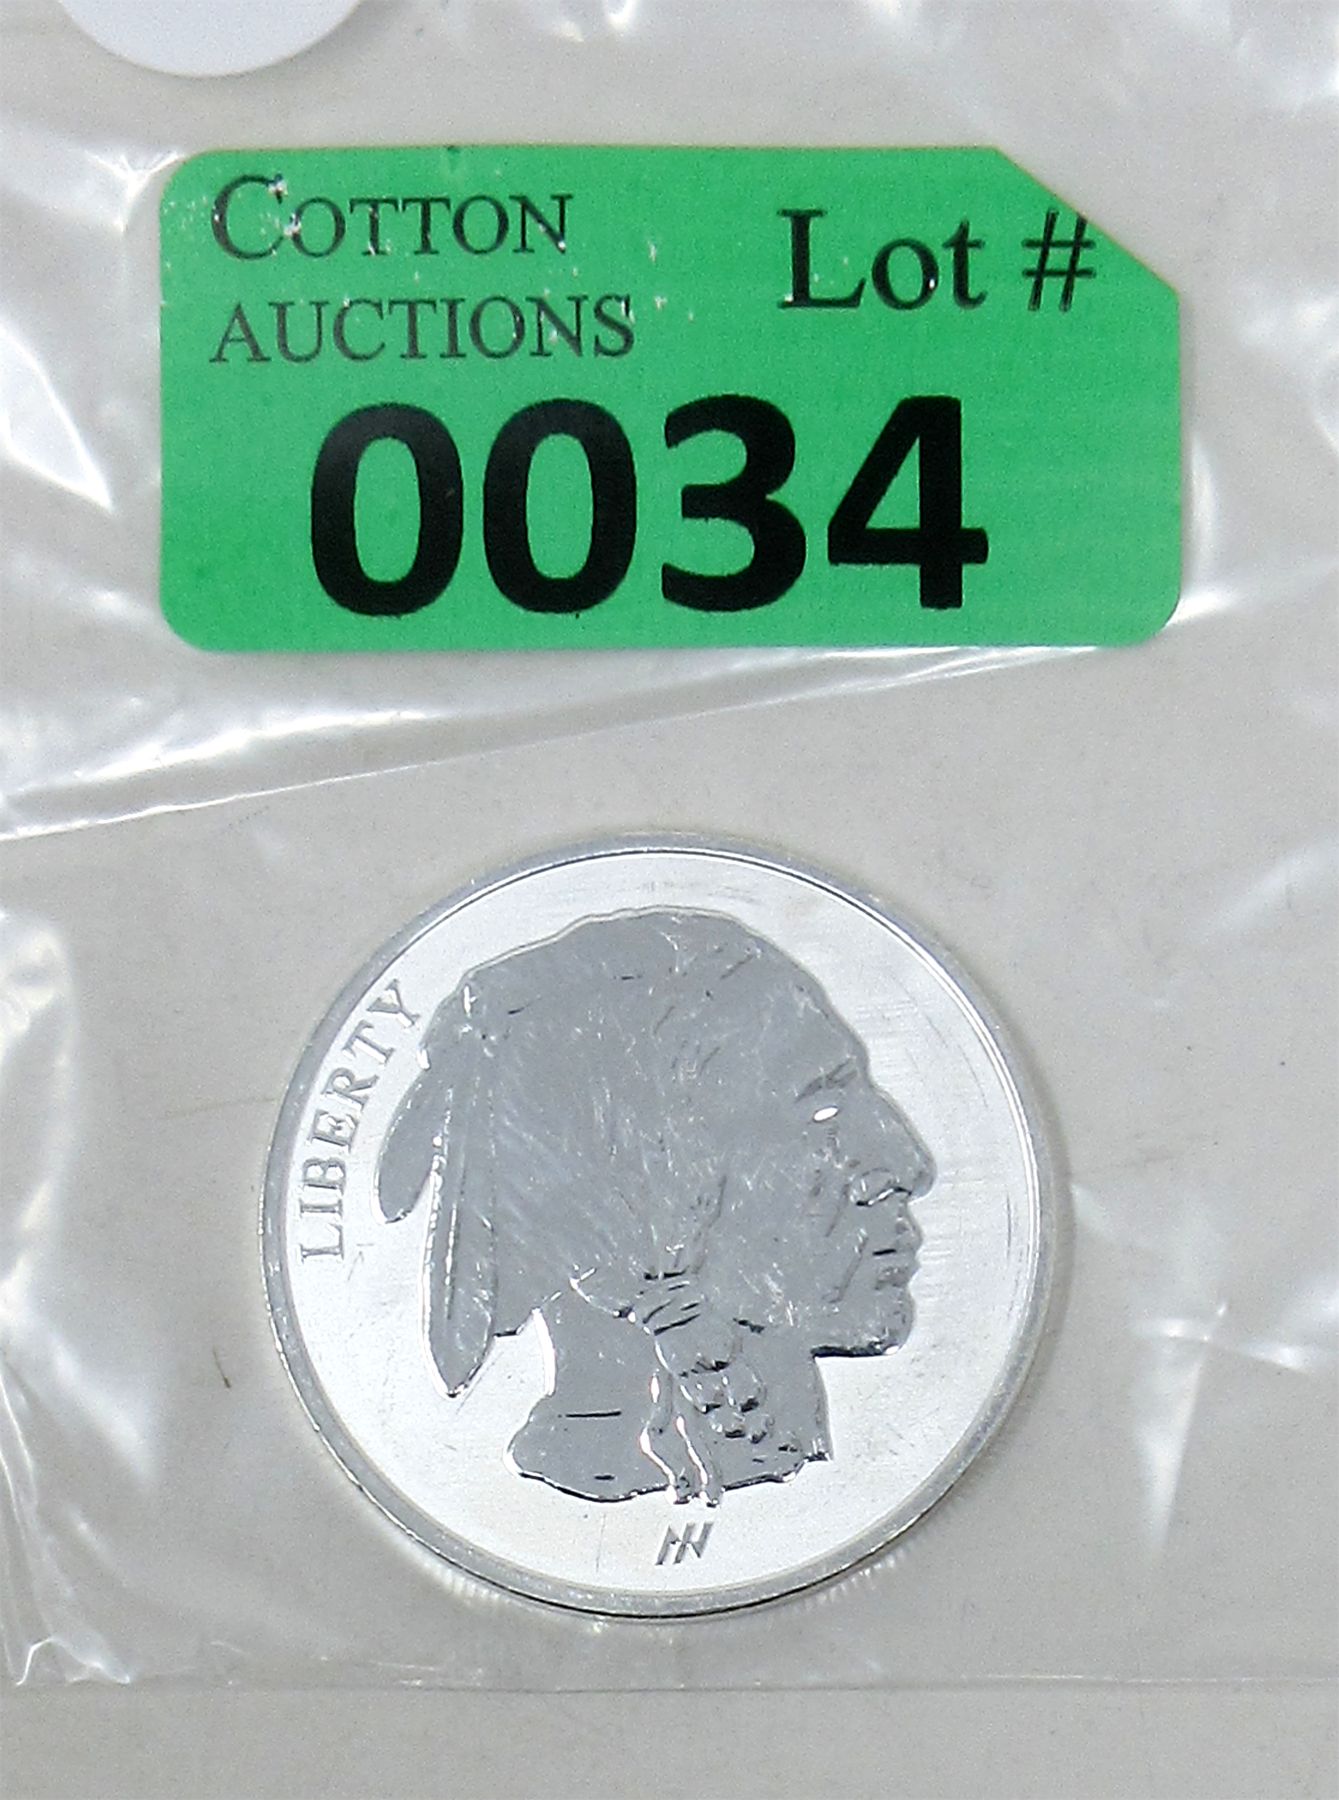 COTTON
AUCTIONS
Lot #
0034
LIBERTY